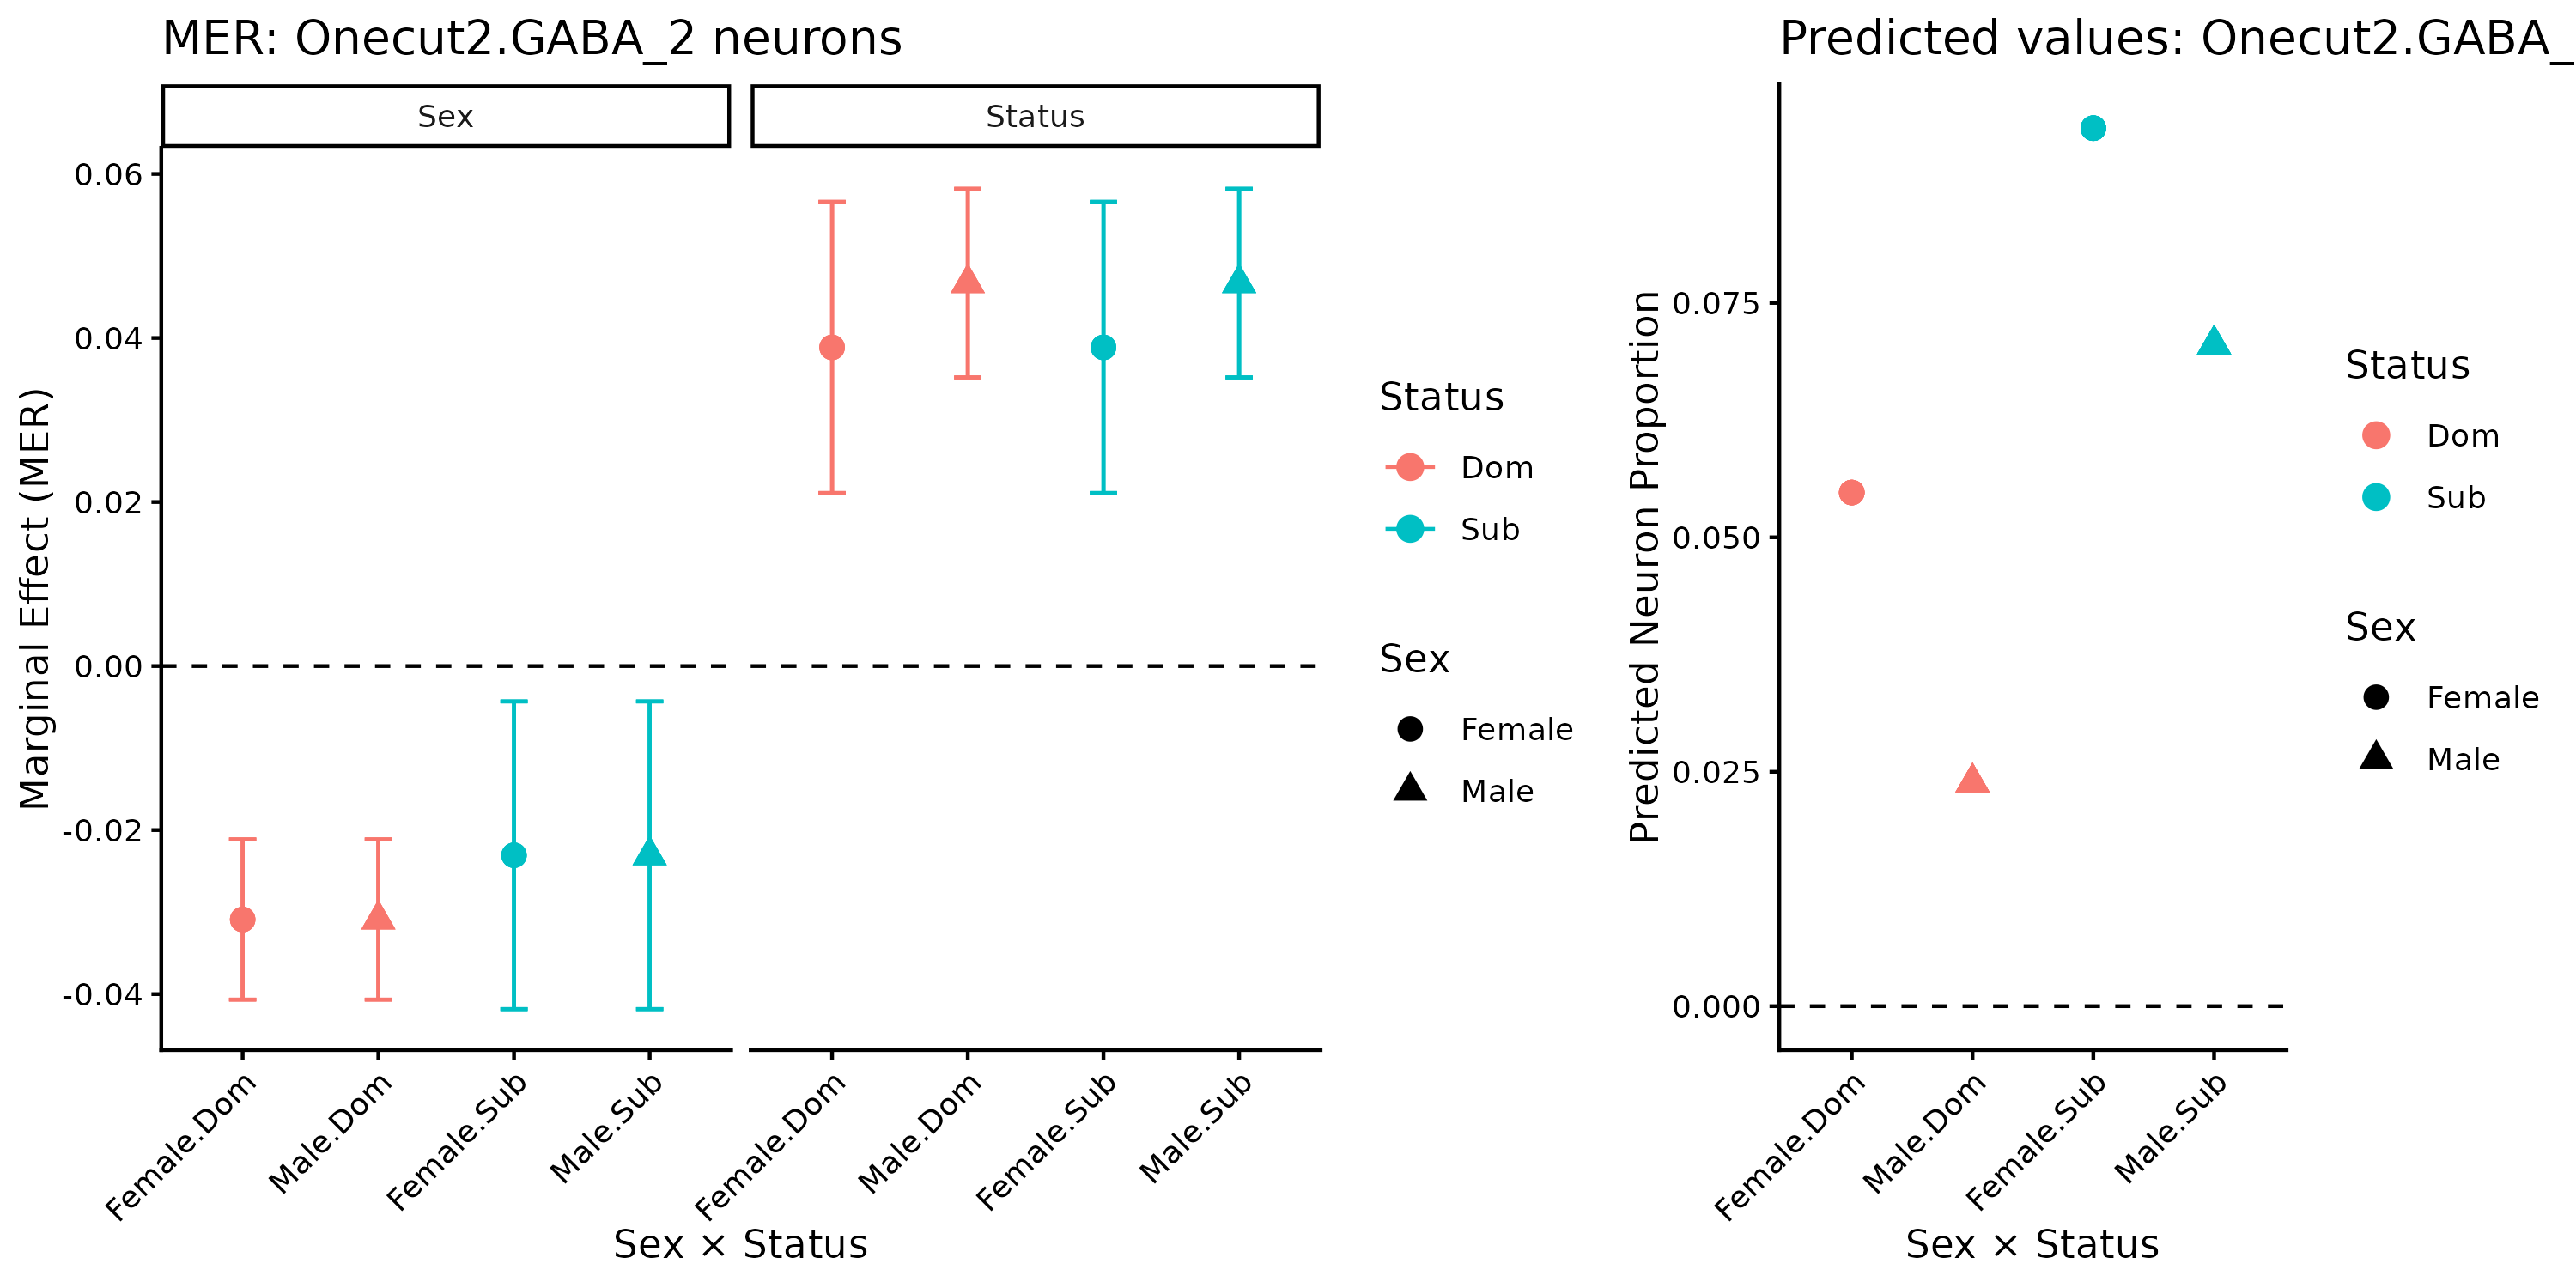 MER: Onecut2.GABA_2 neurons
Sex
Status
Marginal Effect (MER)
0.06
0.04
0.02
0.00
-0.02
-0.04
Female.Dom
Male.Dom
Female.Sub
Male.Sub
Female.Dom
Male.Dom
Female.Sub
Male.Sub
Sex × Status
Status
Dom
Sub
Sex
Female
Male
Predicted values: Onecut2.GABA_
Predicted Neuron Proportion
0.075
0.050
0.025
0.000
Female.Dom
Male.Dom
Female.Sub
Male.Sub
Sex × Status
Status
Dom
Sub
Sex
Female
Male